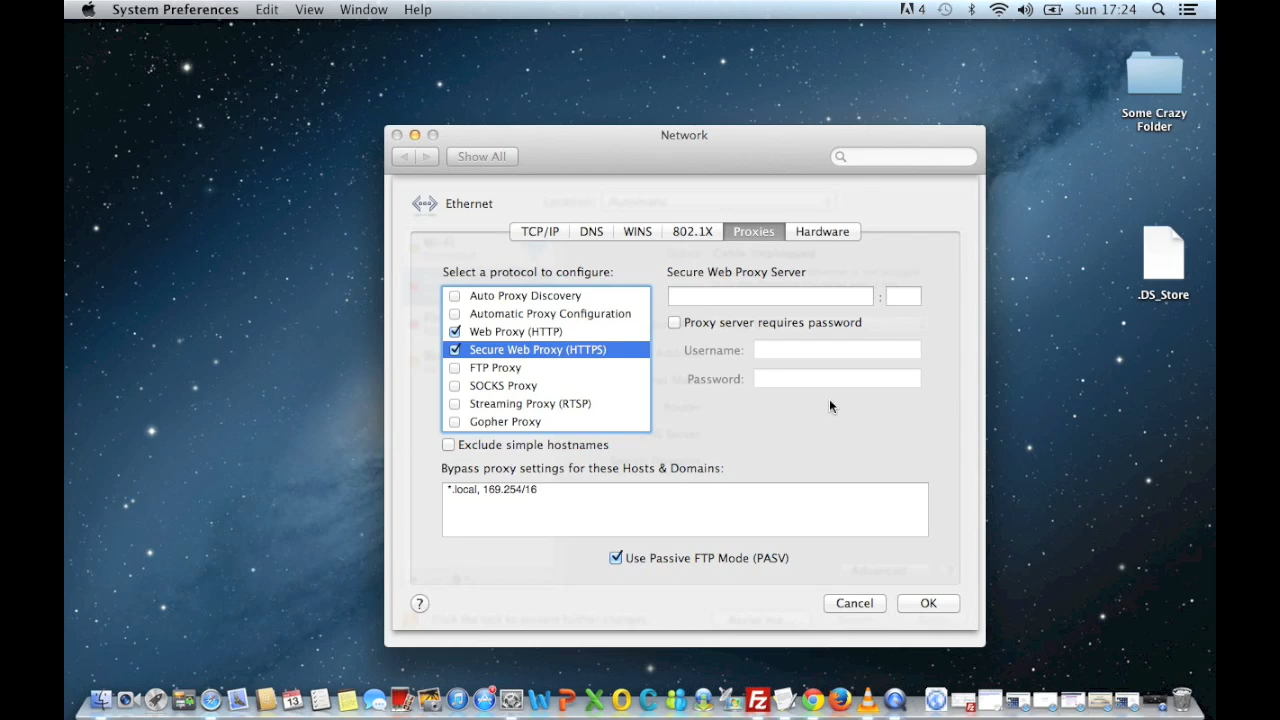 System Preferences Edit View Window Help 4 Sun 17:24
Some Crazy
Folder
.DS_Store
Network
Show All
Ethernet
TCP/IP DNS WINS 802.1X Proxies Hardware
Select a protocol to configure:
Auto Proxy Discovery
Automatic Proxy Configuration
Web Proxy (HTTP)
Secure Web Proxy (HTTPS)
FTP Proxy
SOCKS Proxy
Streaming Proxy (RTSP)
Gopher Proxy
Secure Web Proxy Server
:
Proxy server requires password
Username:
Password:
Exclude simple hostnames
Bypass proxy settings for these Hosts & Domains:
*.local, 169.254/16
Use Passive FTP Mode (PASV)
? Cancel OK
13